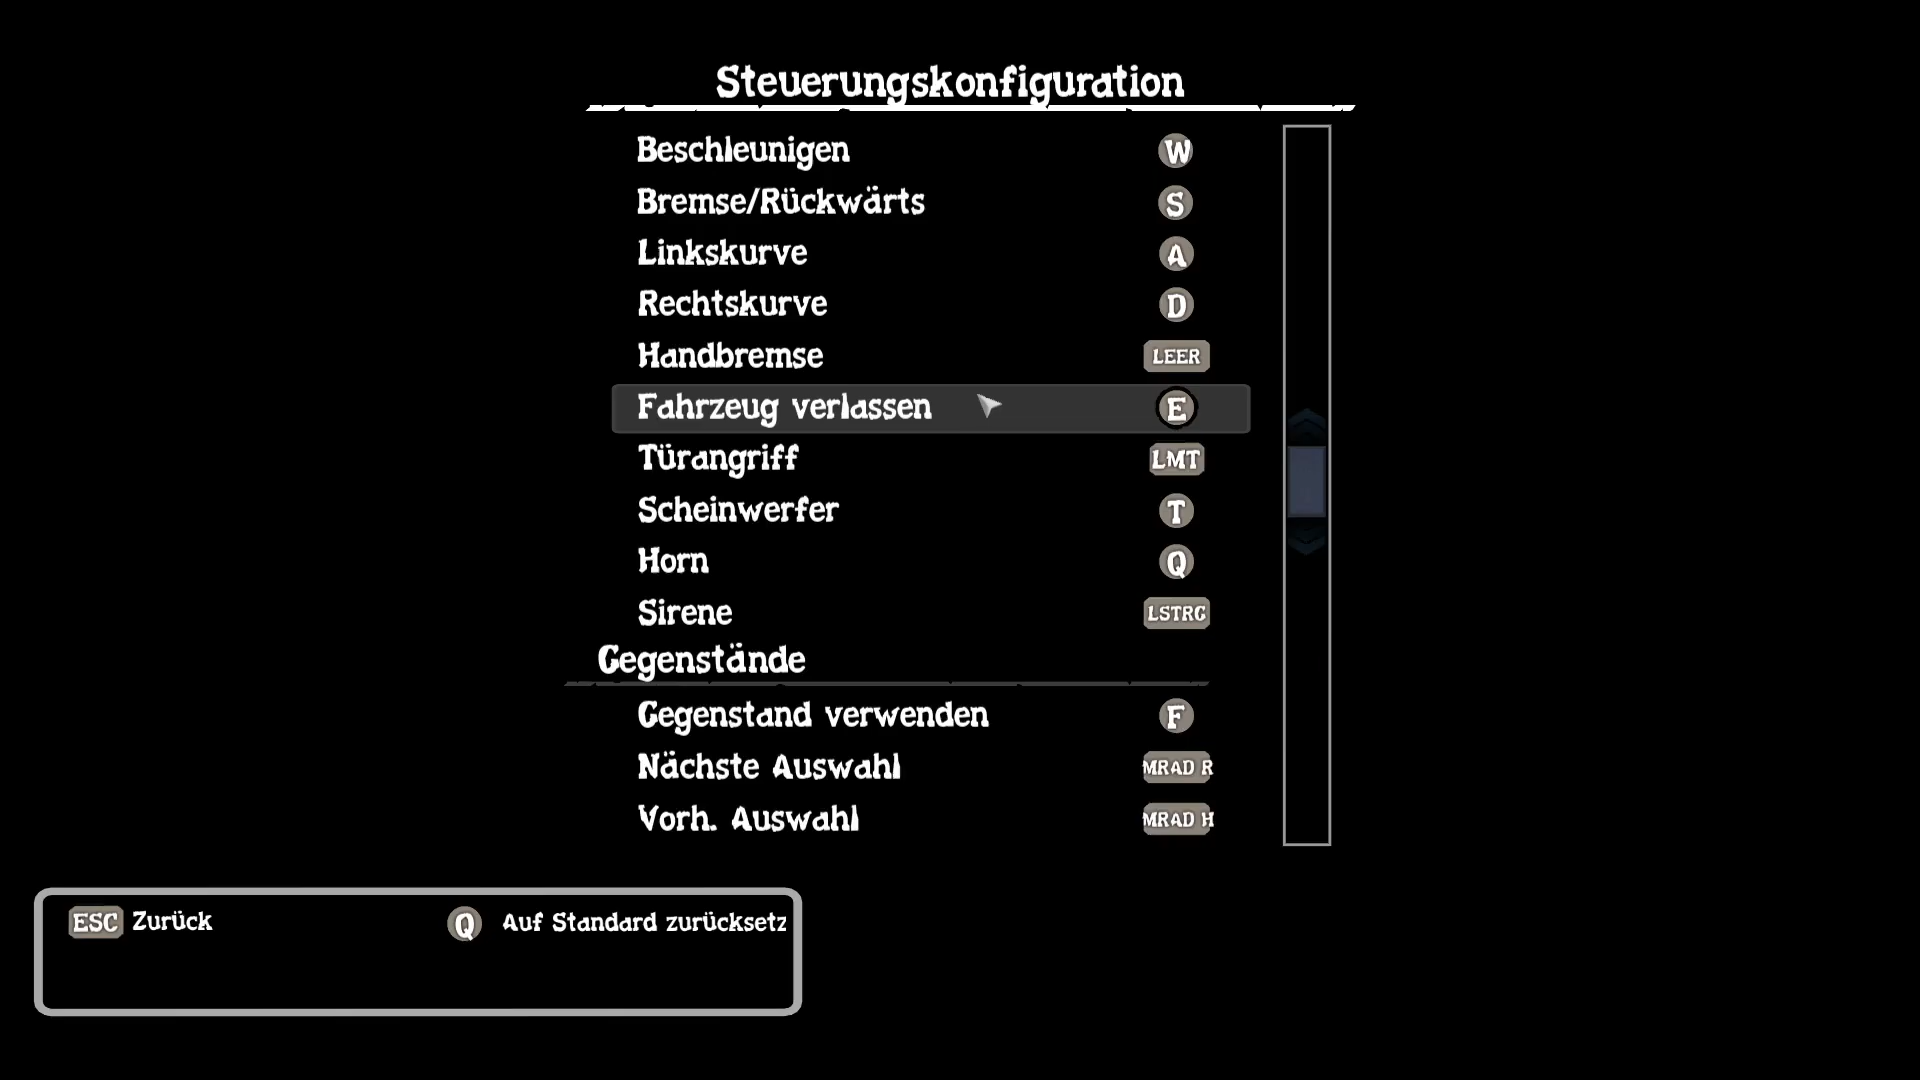 Steuerungskonfiguration
Beschleunigen W
Bremse/Rückwärts S
Linkskurve A
Rechtskurve D
Handbremse LEER
Fahrzeug verlassen E
Türangriff LMT
Scheinwerfer T
Horn Q
Sirene LSTRG
Gegenstände
Gegenstand verwenden F
Nächste Auswahl MRAD R
Vorh. Auswahl MRAD H
ESC Zurück Q Auf Standard zurücksetz